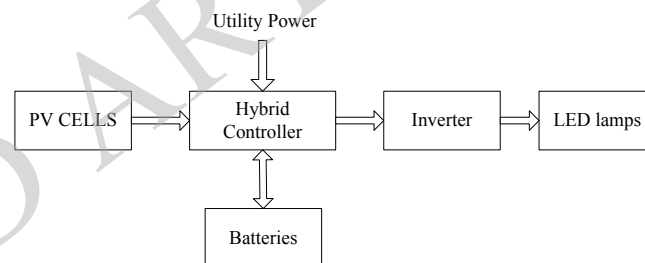 Utility Power
PV CELLS
Hybrid
Controller
Inverter
LED lamps
Batteries